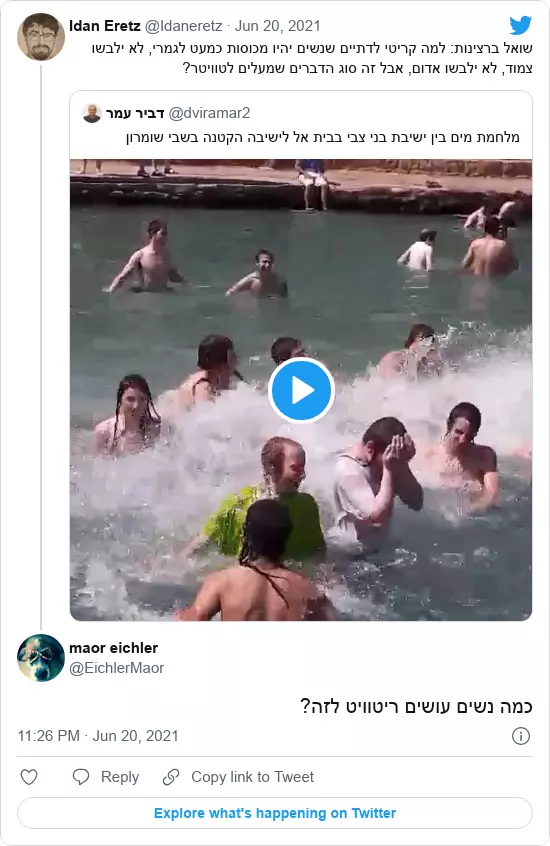 Idan Eretz @Idaneretz · Jun 20, 2021
שואל ברצינות: למה קריטי לדתיים שנשים יהיו מכוסות כמעט לגמרי, לא ילבשו
צמוד, לא ילבשו אדום, אבל זה סוג הדברים שמעלים לטוויטר?
דביר עמר @dviramar2
מלחמת מים בין ישיבת בני צבי בבית אל לישיבה הקטנה בשבי שומרון
maor eichler
@EichlerMaor
כמה נשים עושים ריטוויט לזה?
11:26 PM · Jun 20, 2021
Reply
Copy link to Tweet
Explore what's happening on Twitter